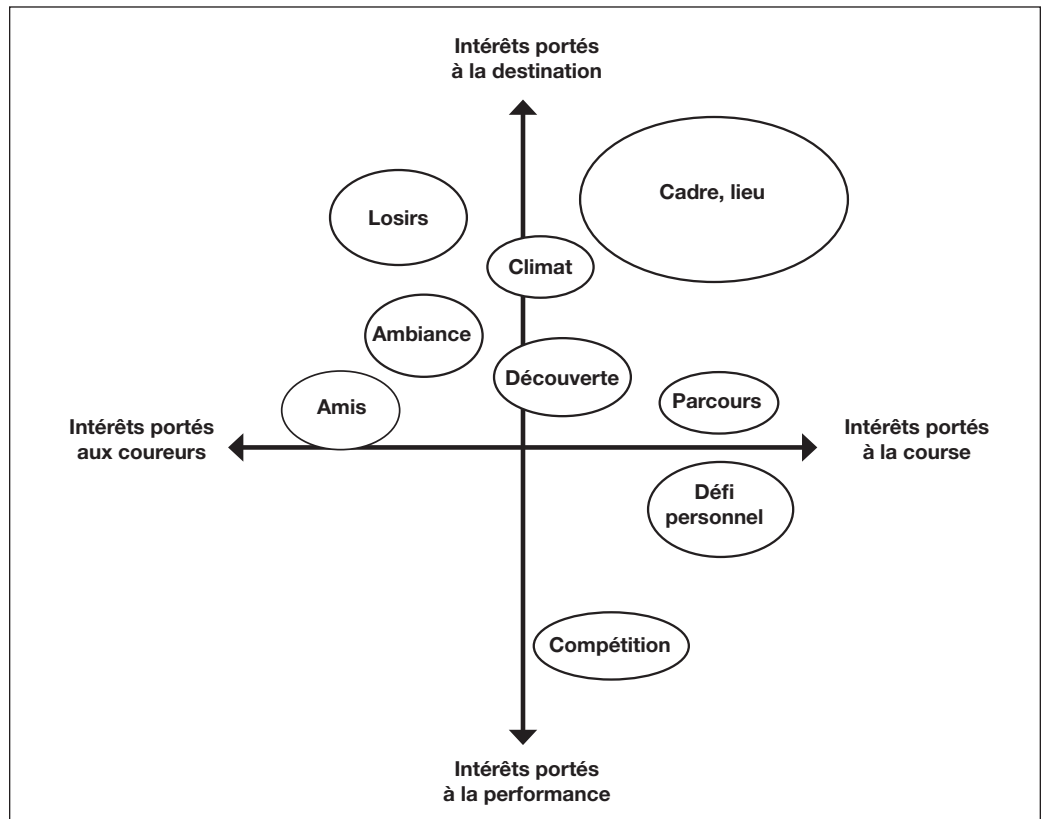 Intérêts portés
à la destination
Cadre, lieu
Losirs
Climat
Ambiance
Découverte
Parcours
Amis
Intérêts portés
aux coureurs
Intérêts portés
à la course
Défi
personnel
Compétition
Intérêts portés
à la performance